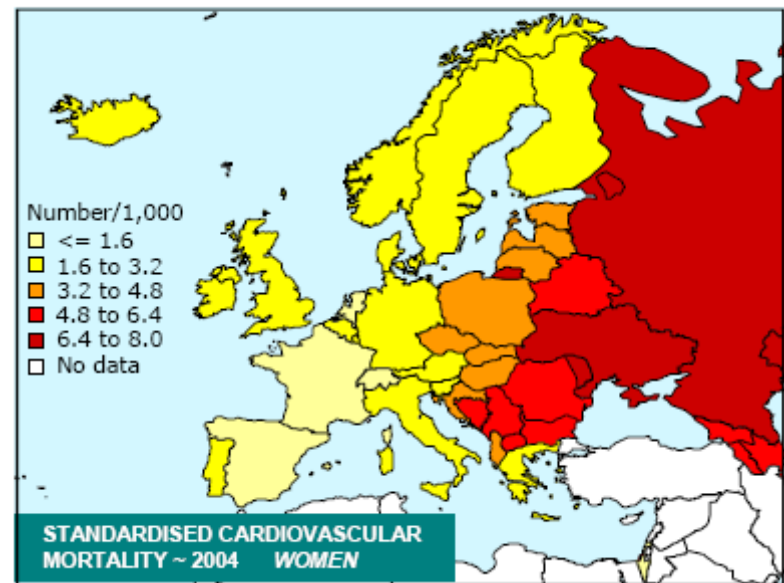 Number/1,000
<= 1.6
1.6 to 3.2
3.2 to 4.8
4.8 to 6.4
6.4 to 8.0
No data
STANDARDISED CARDIOVASCULAR
MORTALITY ~ 2004 WOMEN